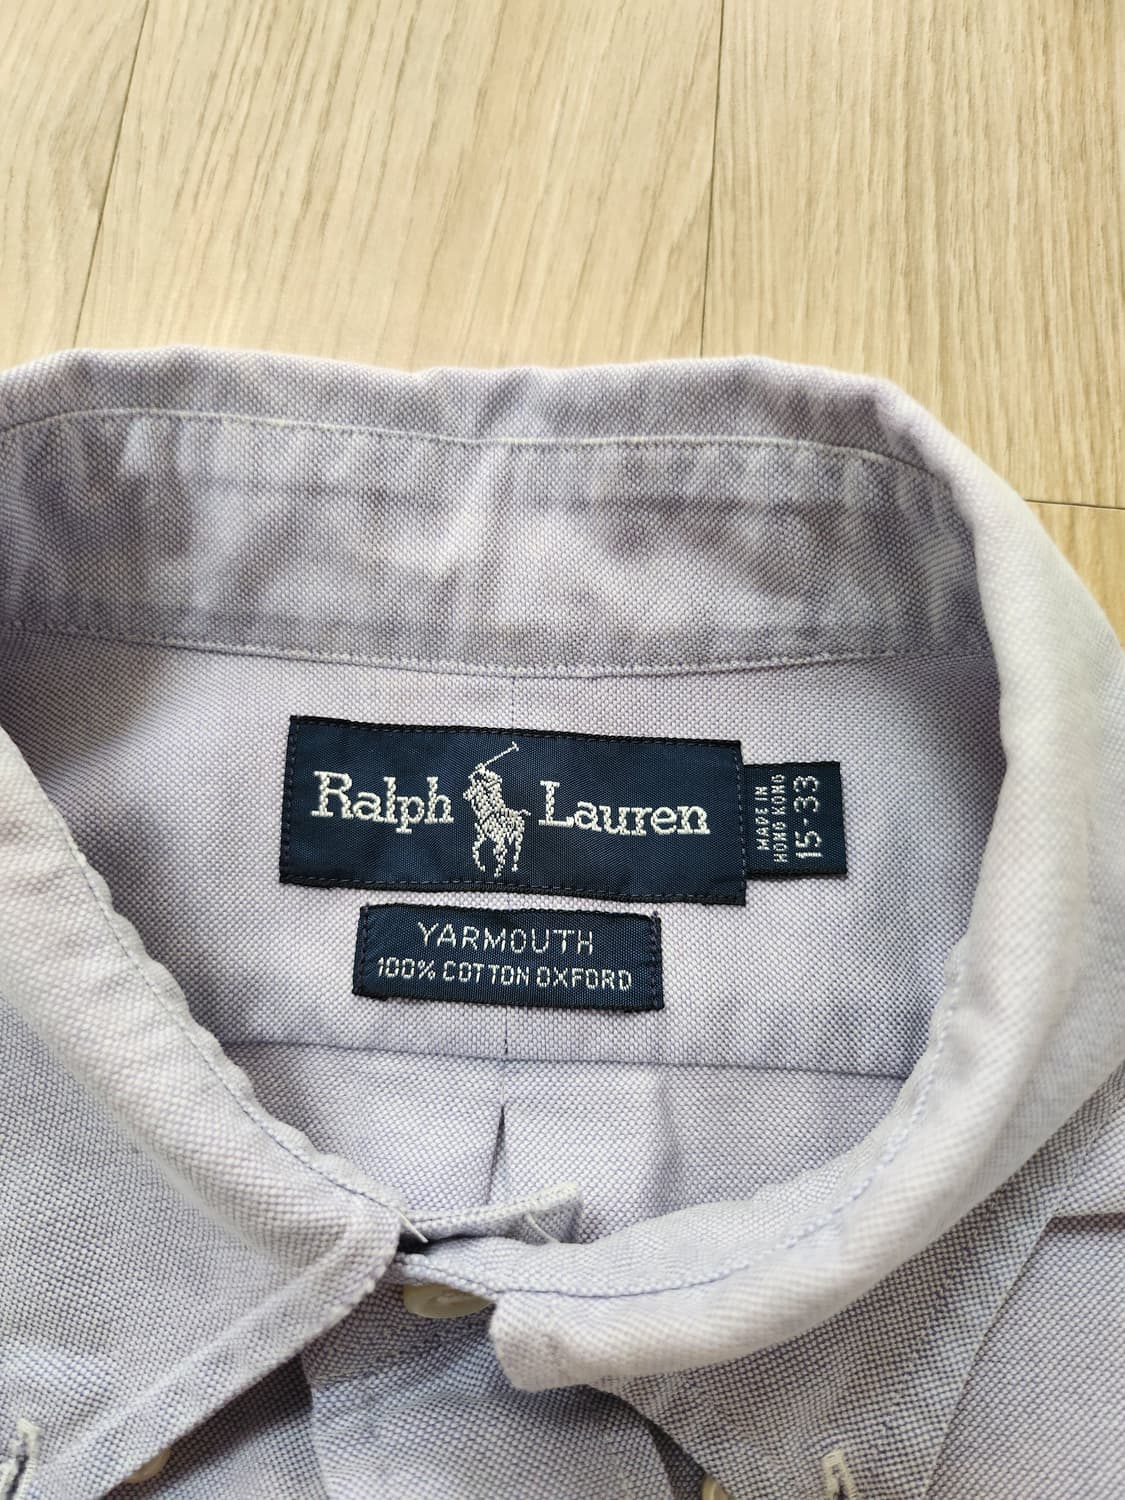 Ralph Lauren
MADE IN
HONG KONG
15-33
YARMOUTH
100% COTTON OXFORD